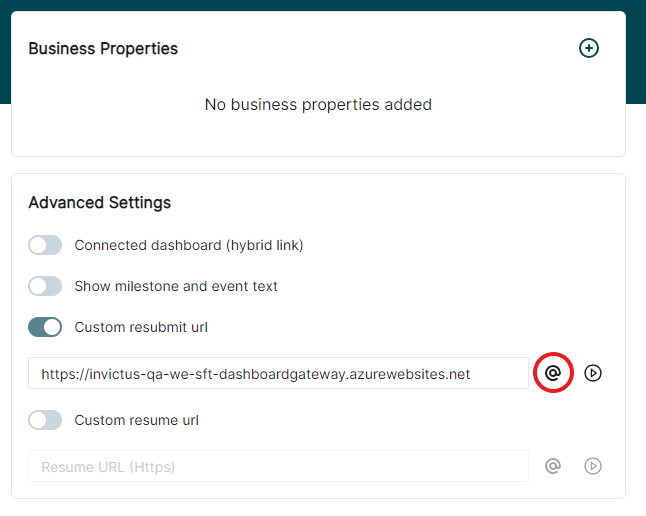 Business Properties
No business properties added
Advanced Settings
Connected dashboard (hybrid link)
Show milestone and event text
Custom resubmit url
https://invictus-qa-we-sft-dashboardgateway.azurewebsites.net @
Custom resume url
Resume URL (Https) @